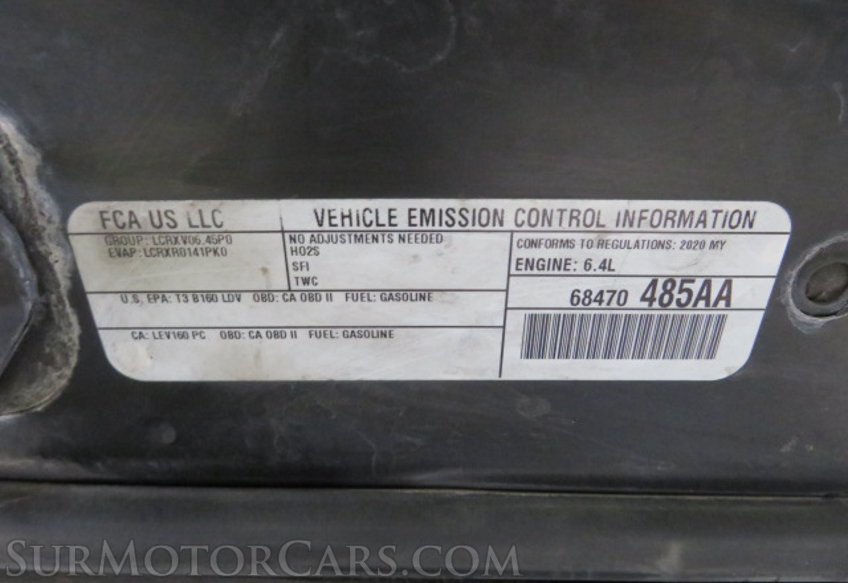 FCA US LLC
VEHICLE EMISSION CONTROL INFORMATION
GROUP: LCRXV06.45P0
EVAP: LCRXR0141PK0
NO ADJUSTMENTS NEEDED
HO2S
SFI
TWC
CONFORMS TO REGULATIONS: 2020 MY
ENGINE: 6.4L
U.S. EPA: T3 B160 LDV OBD: CA OBD II FUEL: GASOLINE
68470 485AA
CA: LEV160 PC OBD: CA OBD II FUEL: GASOLINE
SURMOTORCARS.COM